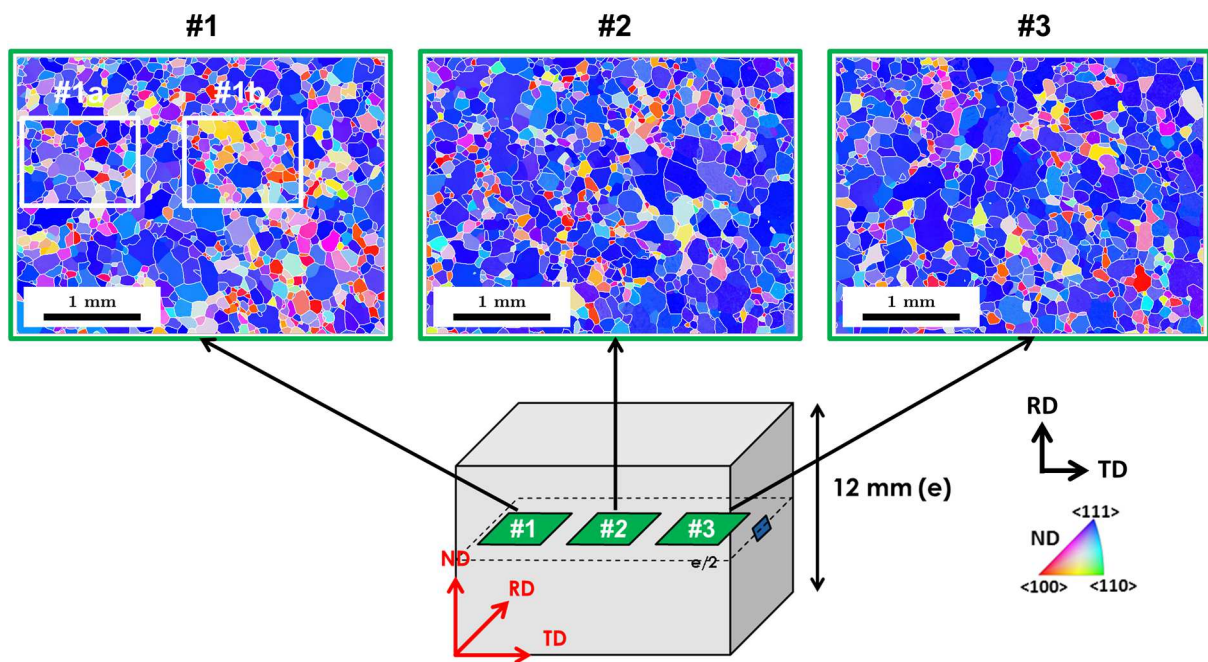 #1
#2
#3
#1a
#1b
1 mm
1 mm
1 mm
RD
TD
12 mm (e)
#1
#2
#3
e/2
ND
RD
TD
<111>
ND
<100>
<110>